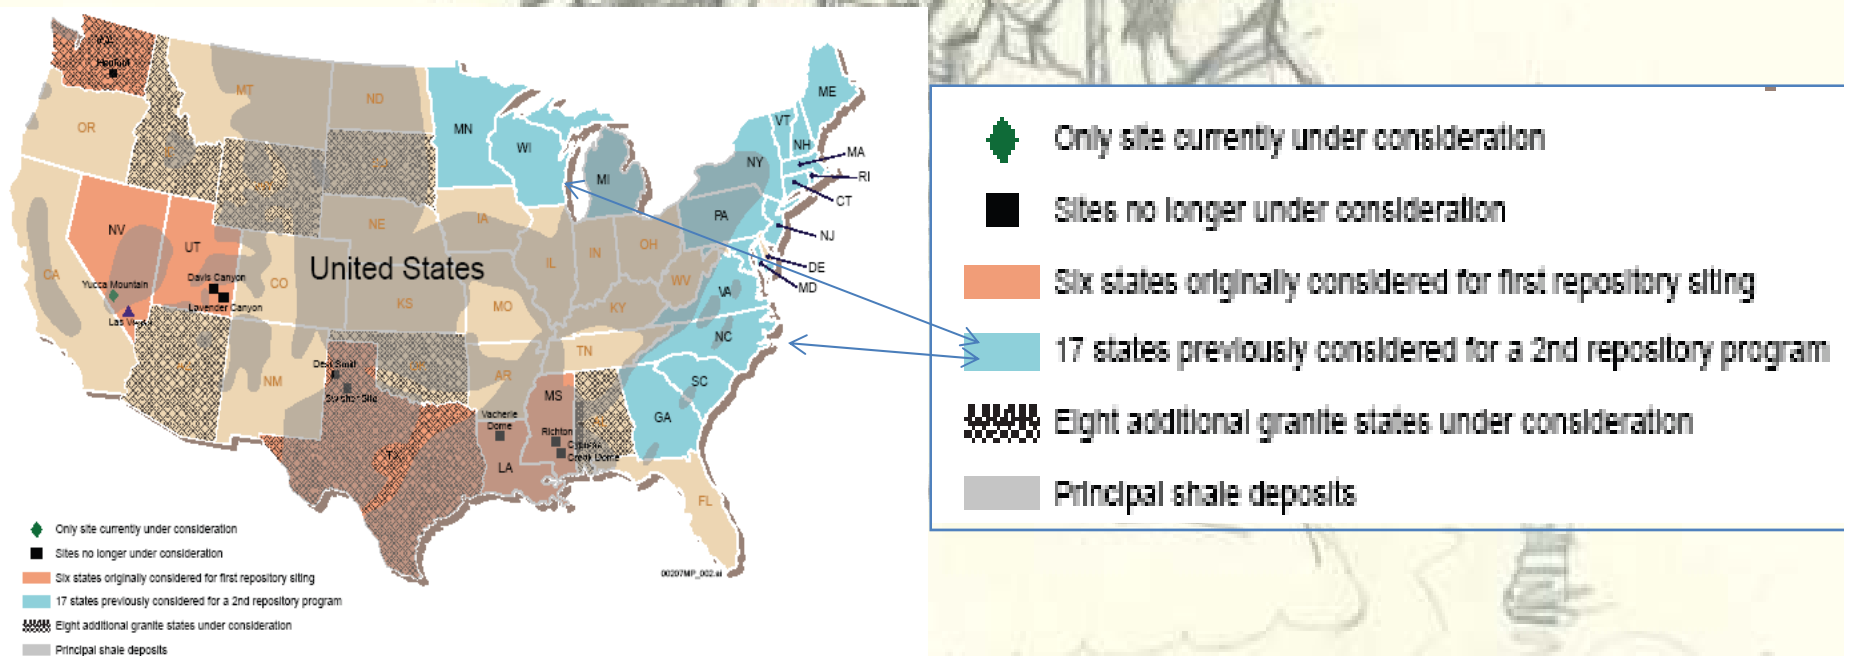 Hanford
MT
ND
OR
MN
WI
MI
ME
VT
NH
NY
MA
RI
CT
PA
NJ
DE
MD
NV
UT
NE
IA
IL
IN
OH
WV
VA
CA
CO
United States
KS
MO
KY
NC
Davis Canyon
Yucca Mountain
Lavender Canyon
Las Vegas
TN
NM
AR
SC
GA
MS
Vacherie
Dome
Richton
Creek Dome
TX
LA
FL
00207MP_002.ai
Only site currently under consideration
Sites no longer under consideration
Six states originally considered for first repository siting
17 states previously considered for a 2nd repository program
Eight additional granite states under consideration
Principal shale deposits
Only site currently under consideration
Sites no longer under consideration
Six states originally considered for first repository siting
17 states previously considered for a 2nd repository program
Eight additional granite states under consideration
Principal shale deposits